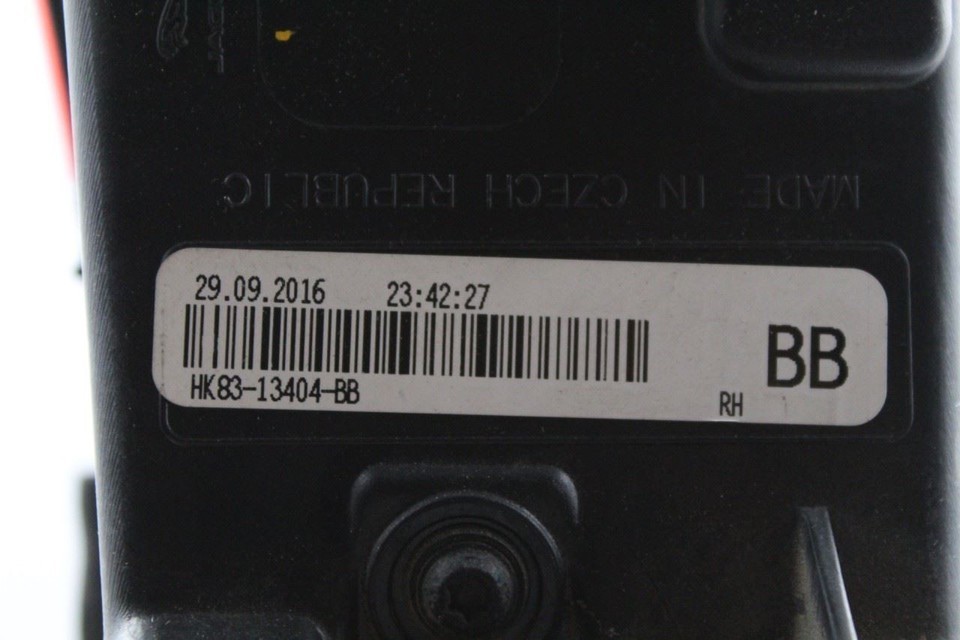 MADE IN CZECH REPUBLIC
29.09.2016 23:42:27
HK83-13404-BB
RH
BB